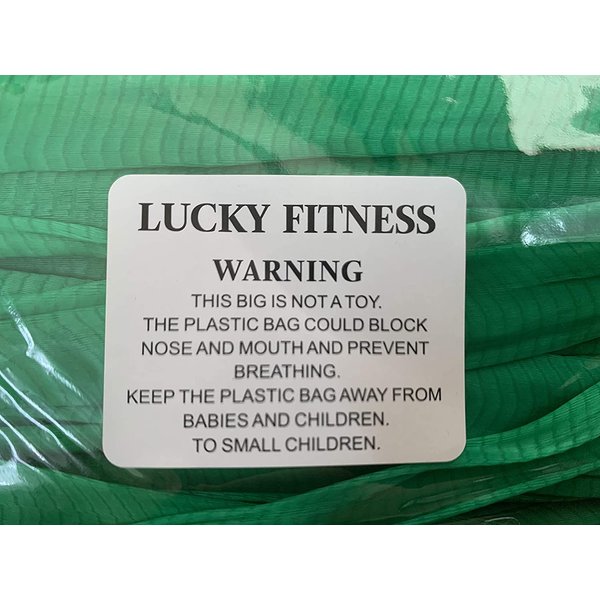 LUCKY FITNESS
WARNING
THIS BIG IS NOT A TOY.
THE PLASTIC BAG COULD BLOCK
NOSE AND MOUTH AND PREVENT
BREATHING.
KEEP THE PLASTIC BAG AWAY FROM
BABIES AND CHILDREN.
TO SMALL CHILDREN.